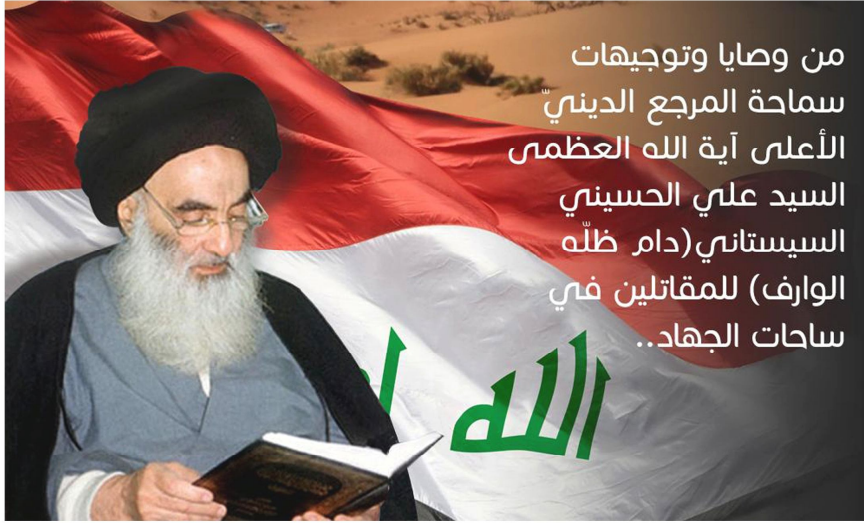 من وصايا وتوجيهات
سماحة المرجع الدينيّ
الأعلى آية الله العظمى
السيد علي الحسيني
السيستاني(دام ظلّه
الوارف) للمقاتلين في
ساحات الجهاد..
الله